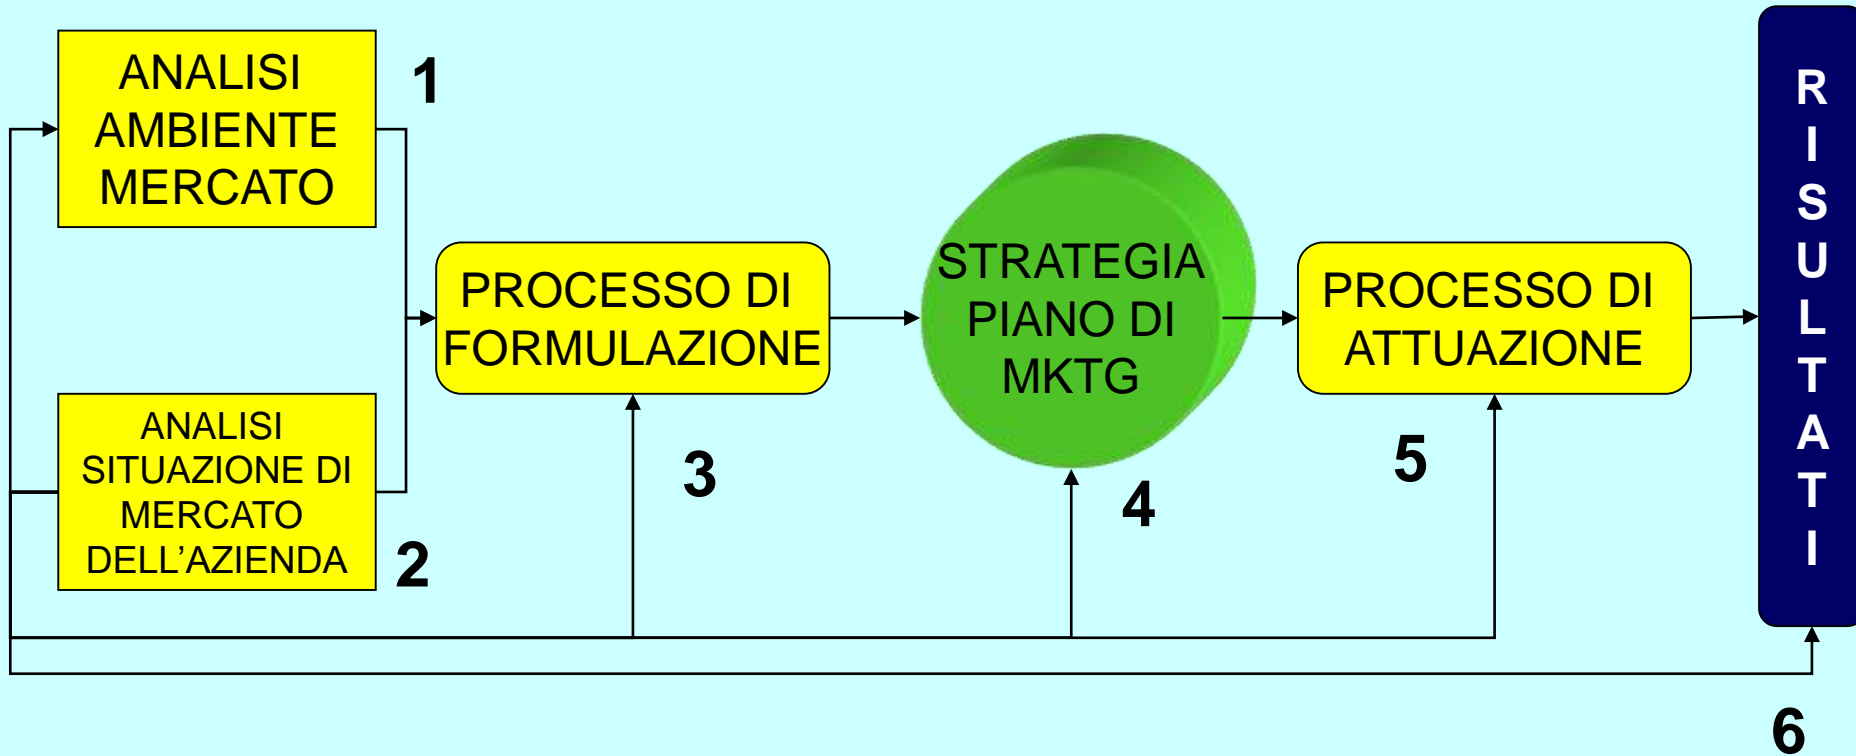 ANALISI
AMBIENTE
MERCATO
1
ANALISI
SITUAZIONE DI
MERCATO
DELL’AZIENDA
2
PROCESSO DI
FORMULAZIONE
3
STRATEGIA
PIANO DI
MKTG
4
PROCESSO DI
ATTUAZIONE
5
R
I
S
U
L
T
A
T
I
6